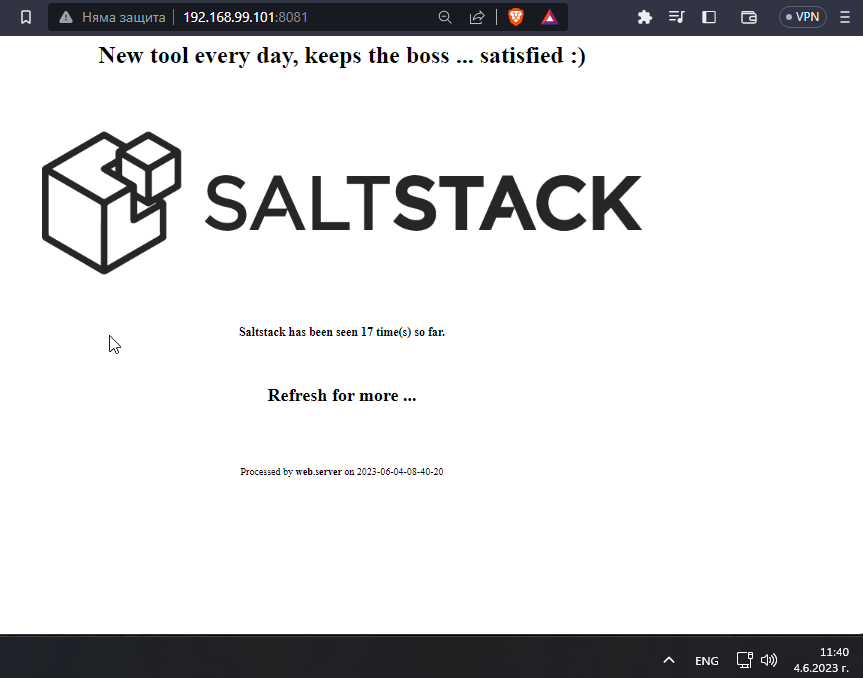 Няма защита
192.168.99.101:8081
VPN
New tool every day, keeps the boss ... satisfied :)
SALTSTACK
Saltstack has been seen 17 time(s) so far.
Refresh for more ...
Processed by web.server on 2023-06-04-08-40-20
ENG
11:40
4.6.2023 г.